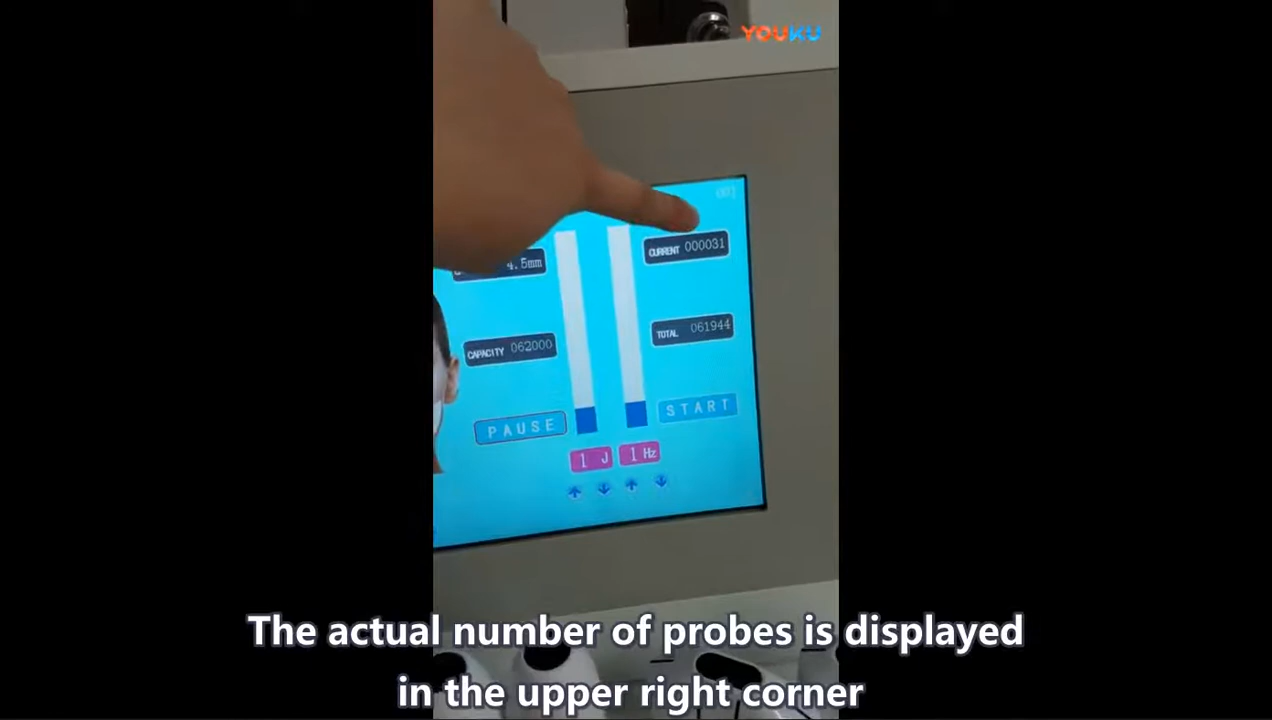 YOUKU
4.5mm
CURRENT 000031
CAPACITY 062000
TOTAL 061944
PAUSE
START
1 J
1 Hz
The actual number of probes is displayed
in the upper right corner